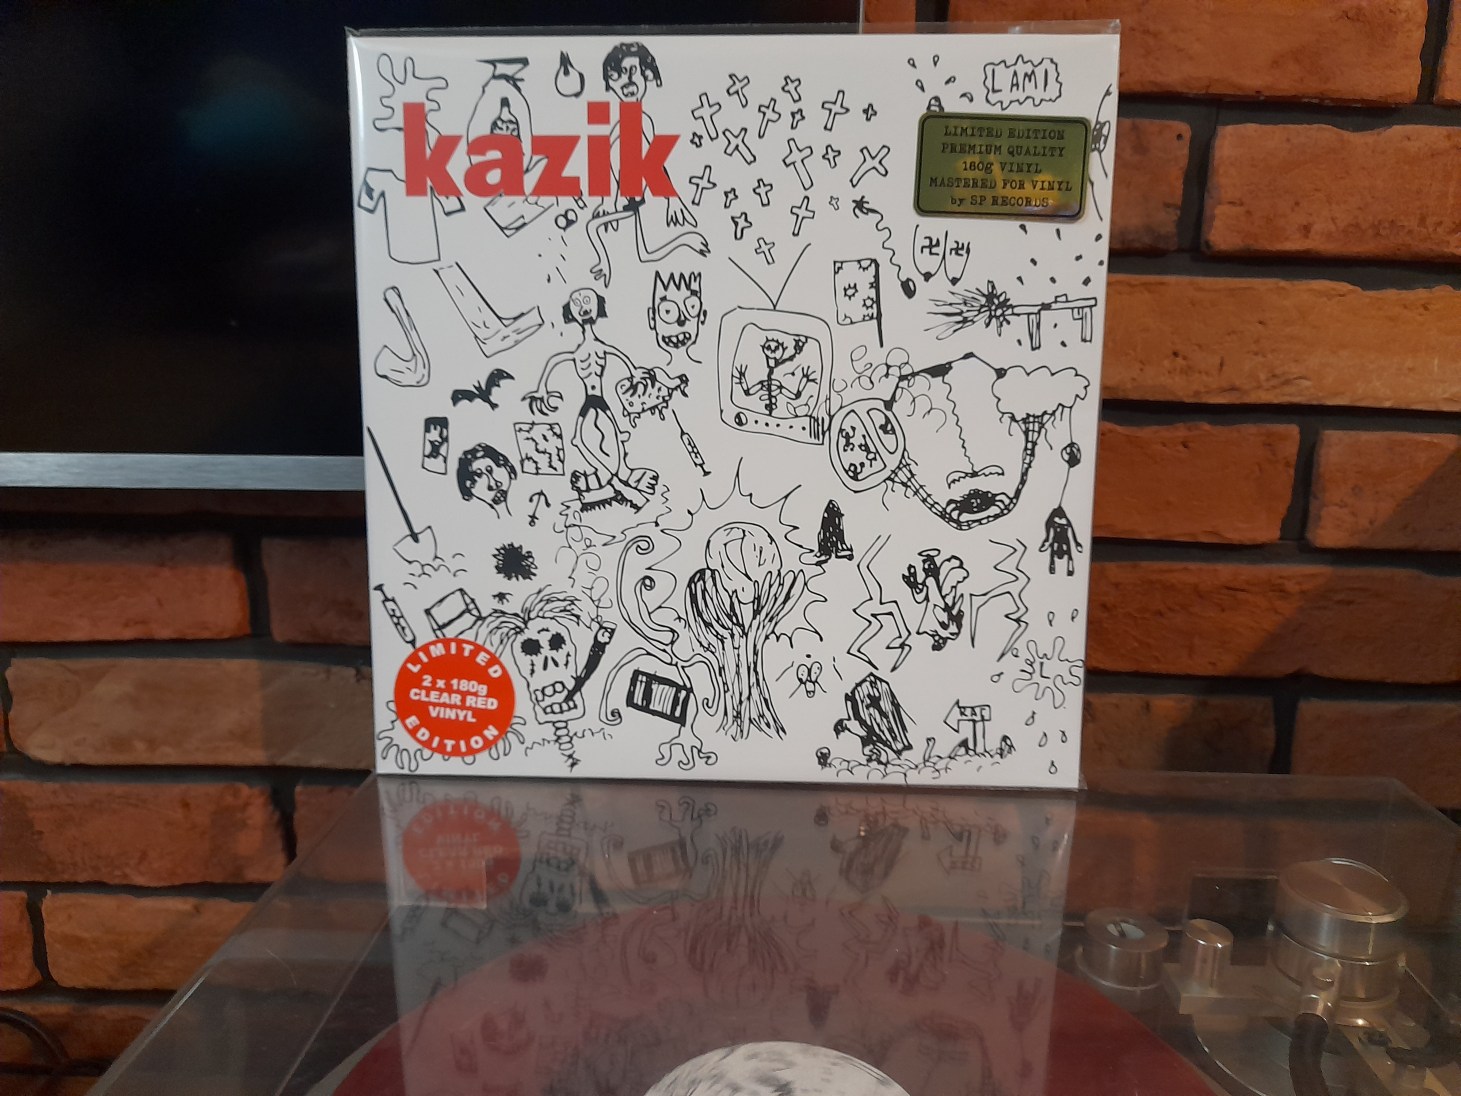 LAMI
kazik
LIMITED EDITION
PREMIUM QUALITY
180g VINYL
MASTERED FOR VINYL
by SP RECORDS
LIMITED
2 x 180g
CLEAR RED
VINYL
EDITION